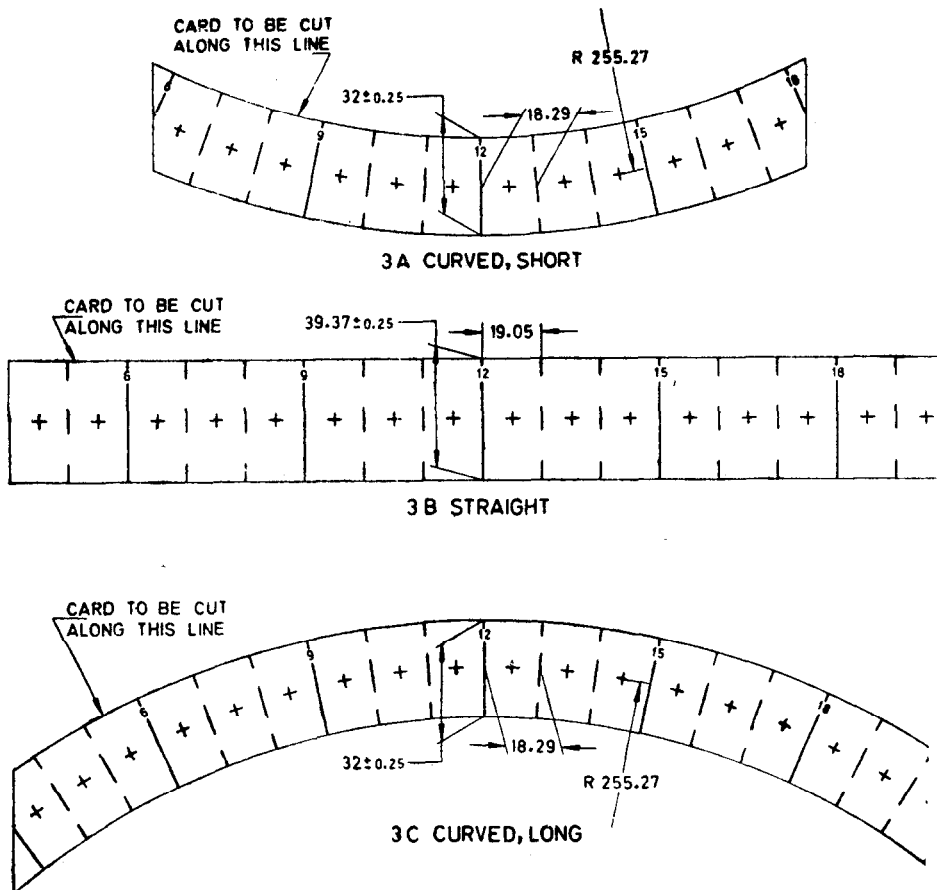 CARD TO BE CUT
ALONG THIS LINE
R 255.27
32±0.25
18.29
6
9
12
15
18
3A CURVED, SHORT
CARD TO BE CUT
ALONG THIS LINE
39.37±0.25
19.05
6
9
12
15
18
3B STRAIGHT
CARD TO BE CUT
ALONG THIS LINE
6
9
12
15
18
32±0.25
18.29
R 255.27
3C CURVED, LONG